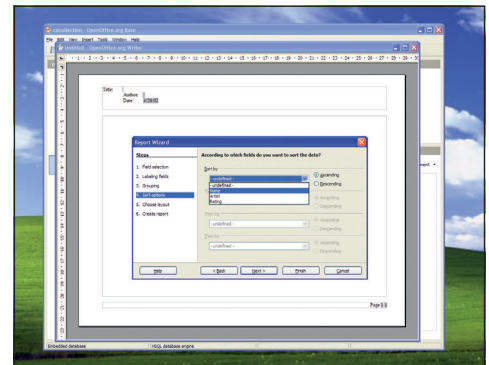 cdcollection - OpenOffice.org Base
File Edit View Insert Tools Window Help
Untitled - OpenOffice.org Writer
Title:
Author:
Date:
Report Wizard
Steps
According to which fields do you want to sort the data?
1. Field selection
2. Labeling fields
3. Grouping
4. Sort options
5. Choose layout
6. Create report
Sort by
- undefined -
- undefined -
Name
Artist
Rating
Ascending
Descending
Ascending
Descending
Then by
- undefined -
Ascending
Descending
Then by
- undefined -
Ascending
Descending
Help
< Back
Next >
Finish
Cancel
Page
Embedded database
HSQL database engine